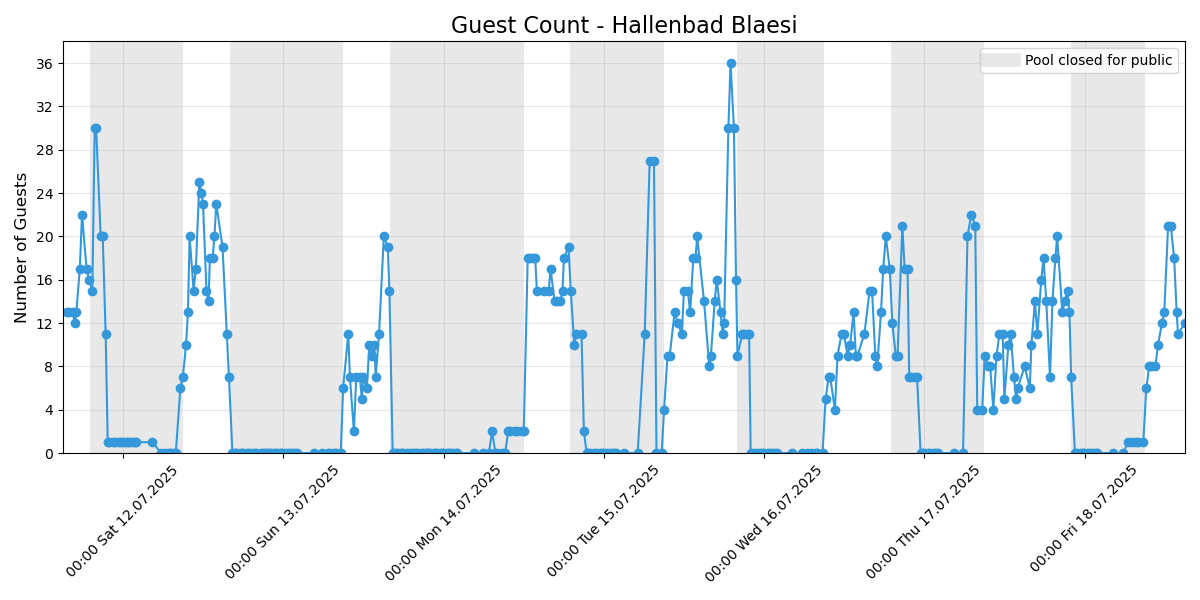 Guest Count - Hallenbad Blaesi
Pool closed for public
Number of Guests
36
32
28
24
20
16
12
8
4
0
00:00 Sat 12.07.2025
00:00 Sun 13.07.2025
00:00 Mon 14.07.2025
00:00 Tue 15.07.2025
00:00 Wed 16.07.2025
00:00 Thu 17.07.2025
00:00 Fri 18.07.2025